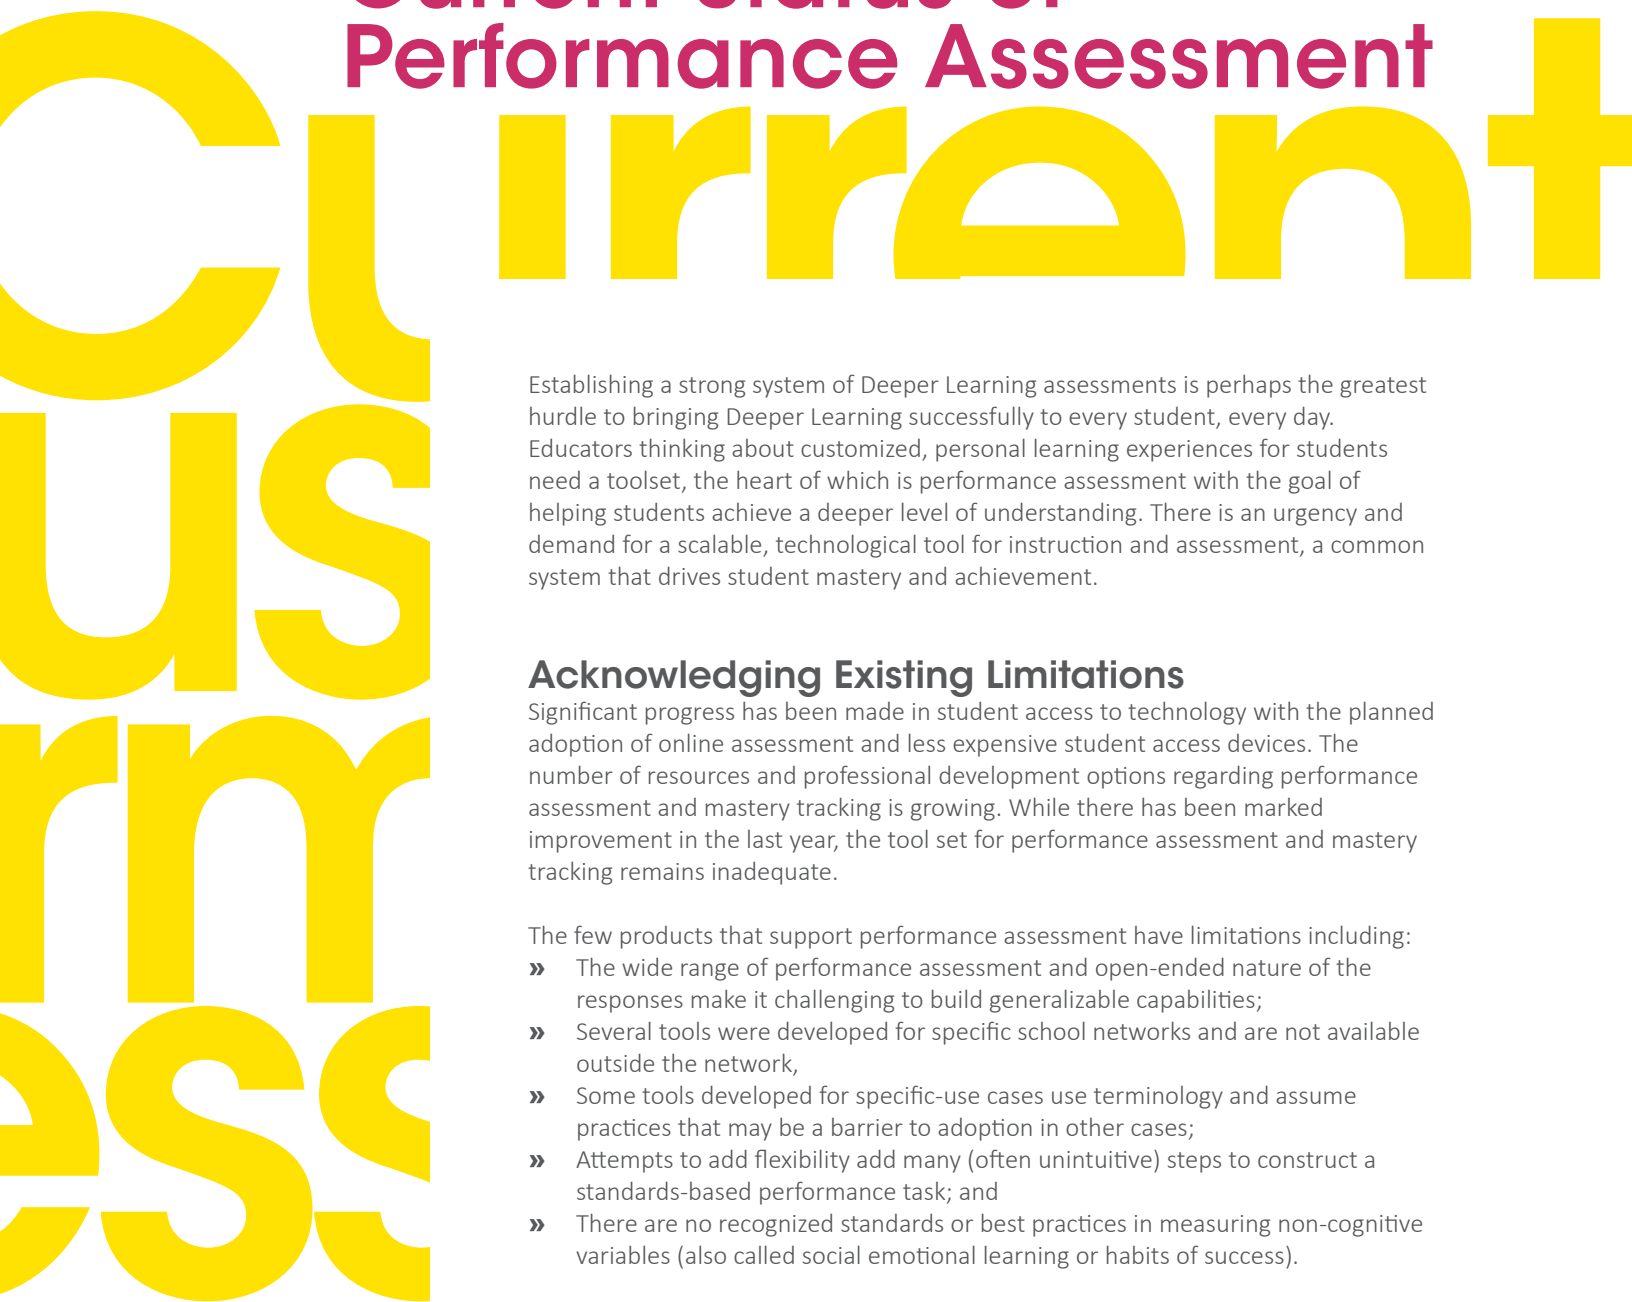 Current Status of
Performance Assessment
Current
us
rm
ess
Establishing a strong system of Deeper Learning assessments is perhaps the greatest
hurdle to bringing Deeper Learning successfully to every student, every day.
Educators thinking about customized, personal learning experiences for students
need a toolset, the heart of which is performance assessment with the goal of
helping students achieve a deeper level of understanding. There is an urgency and
demand for a scalable, technological tool for instruction and assessment, a common
system that drives student mastery and achievement.
Acknowledging Existing Limitations
Significant progress has been made in student access to technology with the planned
adoption of online assessment and less expensive student access devices. The
number of resources and professional development options regarding performance
assessment and mastery tracking is growing. While there has been marked
improvement in the last year, the tool set for performance assessment and mastery
tracking remains inadequate.
The few products that support performance assessment have limitations including:
» The wide range of performance assessment and open-ended nature of the
responses make it challenging to build generalizable capabilities;
» Several tools were developed for specific school networks and are not available
outside the network,
» Some tools developed for specific-use cases use terminology and assume
practices that may be a barrier to adoption in other cases;
» Attempts to add flexibility add many (often unintuitive) steps to construct a
standards-based performance task; and
» There are no recognized standards or best practices in measuring non-cognitive
variables (also called social emotional learning or habits of success).